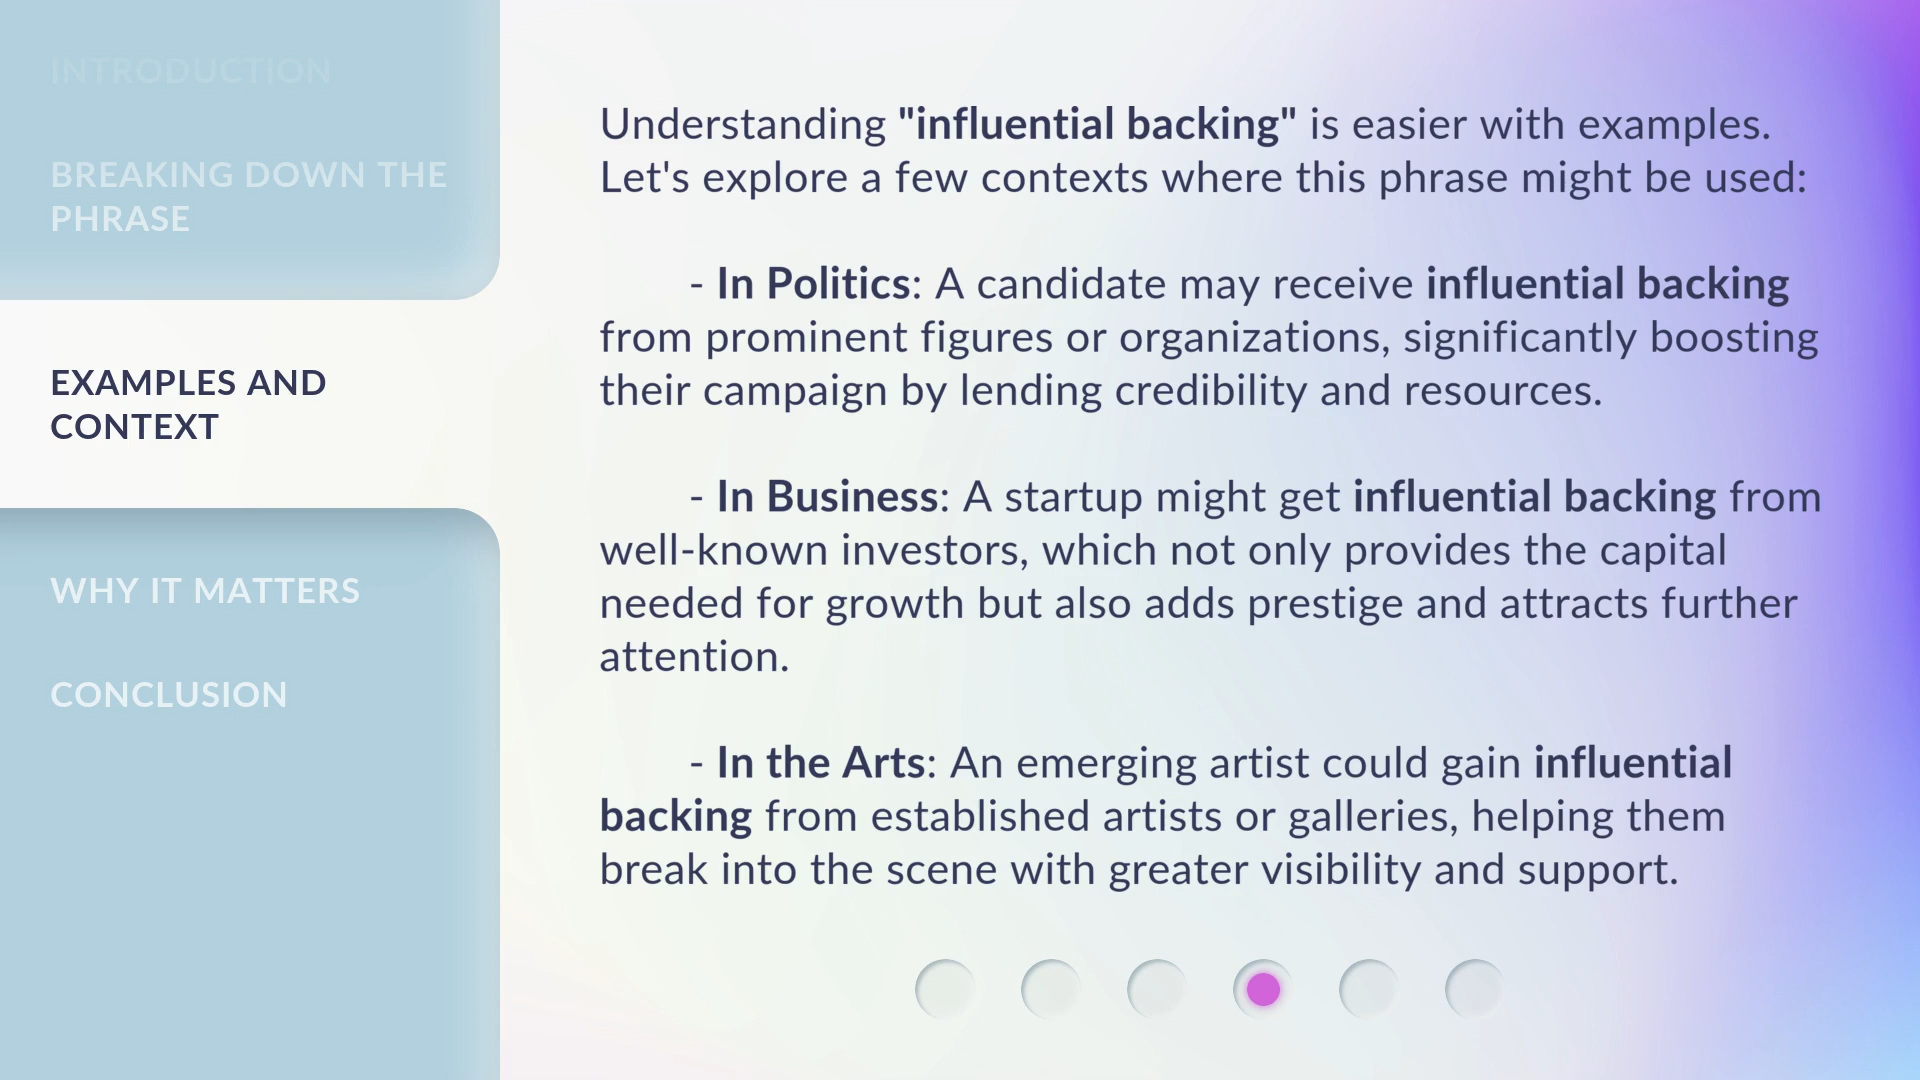 INTRODUCTION
BREAKING DOWN THE
PHRASE
EXAMPLES AND
CONTEXT
WHY IT MATTERS
CONCLUSION
Understanding "influential backing" is easier with examples.
Let's explore a few contexts where this phrase might be used:
- In Politics: A candidate may receive influential backing
from prominent figures or organizations, significantly boosting
their campaign by lending credibility and resources.
- In Business: A startup might get influential backing from
well-known investors, which not only provides the capital
needed for growth but also adds prestige and attracts further
attention.
- In the Arts: An emerging artist could gain influential
backing from established artists or galleries, helping them
break into the scene with greater visibility and support.